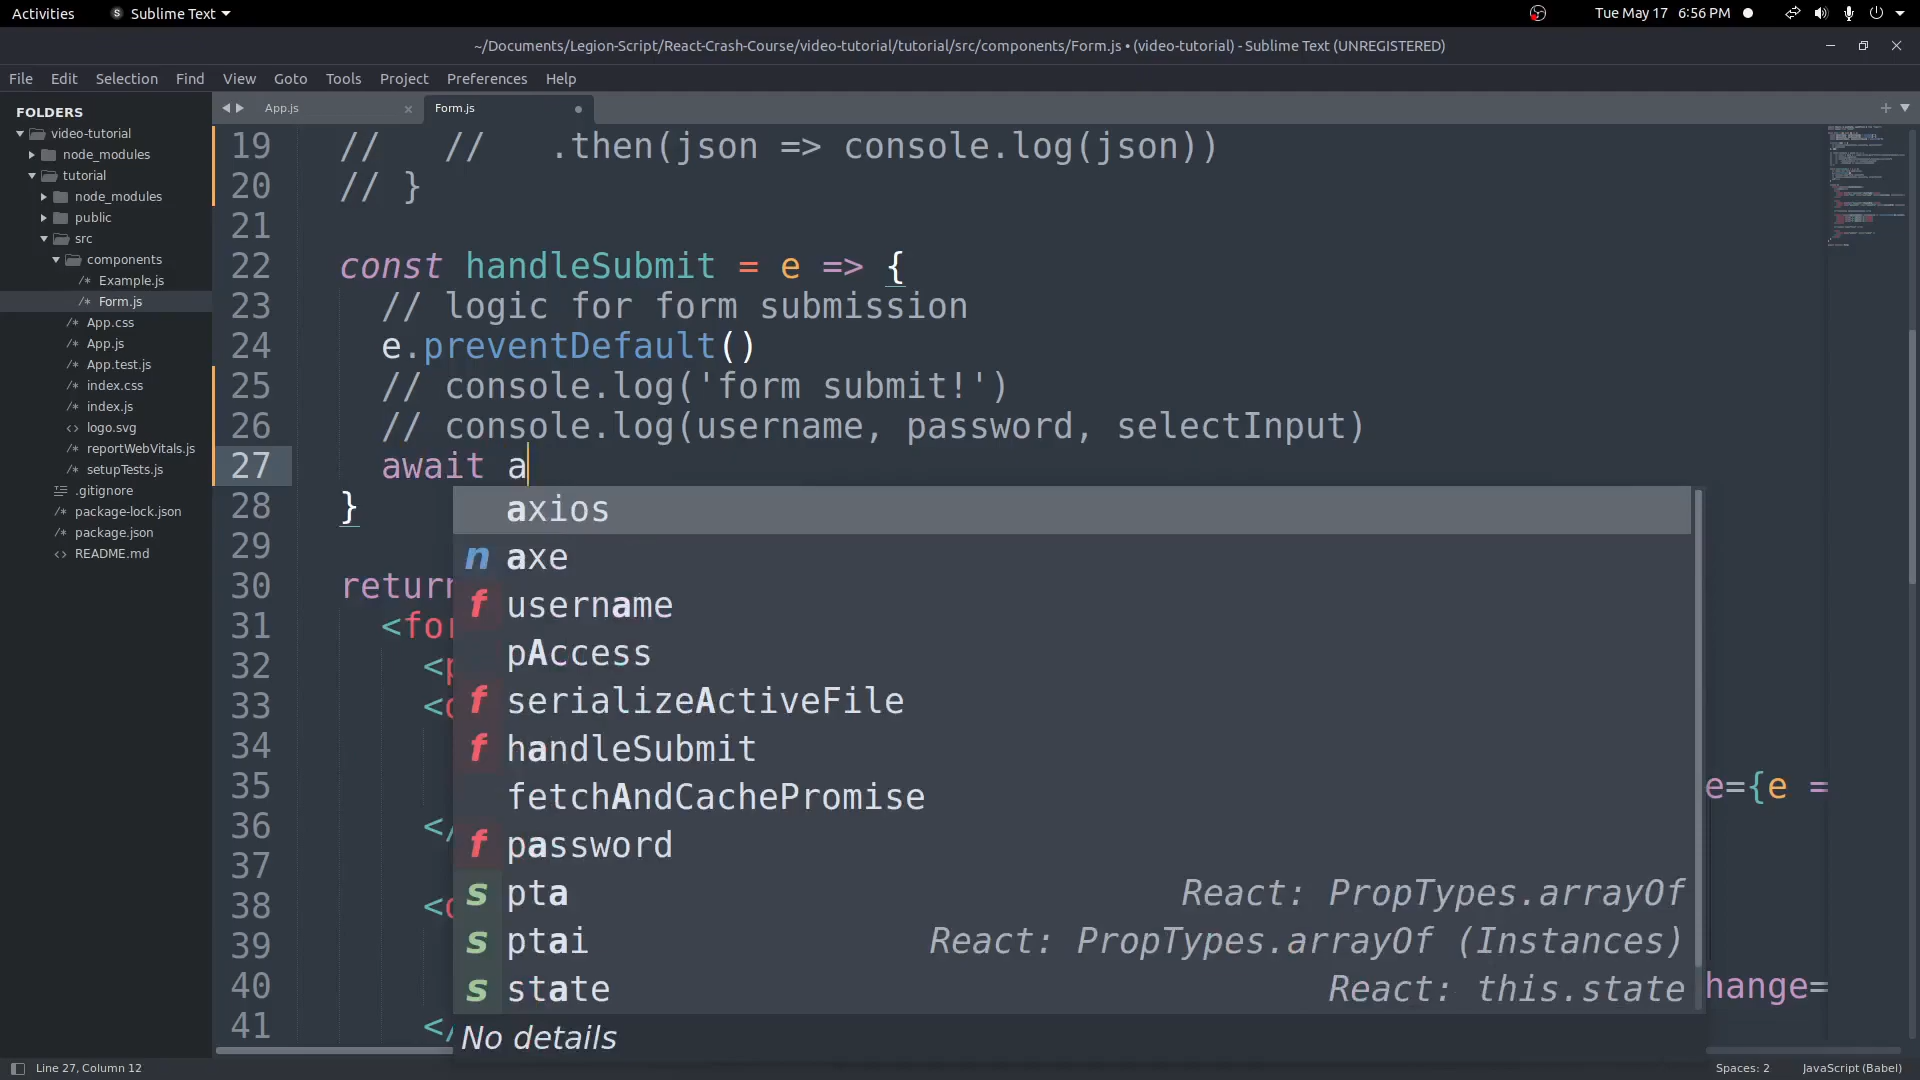 Activities
Sublime Text
Tue May 17 6:56 PM
~/Documents/Legion-Script/React-Crash-Course/video-tutorial/tutorial/src/components/Form.js • (video-tutorial) - Sublime Text (UNREGISTERED)
File Edit Selection Find View Goto Tools Project Preferences Help
FOLDERS
video-tutorial
node_modules
tutorial
node_modules
public
src
components
/* Example.js
/* Form.js
/* App.css
/* App.js
/* App.test.js
/* index.css
/* index.js
<> logo.svg
/* reportWebVitals.js
/* setupTests.js
.gitignore
/* package-lock.json
/* package.json
<> README.md
App.js
Form.js
19 //   //   .then(json => console.log(json))
20 // }
21
22 const handleSubmit = e => {
23 // logic for form submission
24 e.preventDefault()
25 // console.log('form submit!')
26 // console.log(username, password, selectInput)
27 await a
28 }
29
30 return
31 <for
32 <p
33 <
34
35 e={e =
36 </
37
38 <
39
40 hange=
41 </
axios
n axe
f username
pAccess
f serializeActiveFile
f handleSubmit
fetchAndCachePromise
f password
s pta React: PropTypes.arrayOf
s ptai React: PropTypes.arrayOf (Instances)
s state React: this.state
No details
Line 27, Column 12
Spaces: 2
JavaScript (Babel)